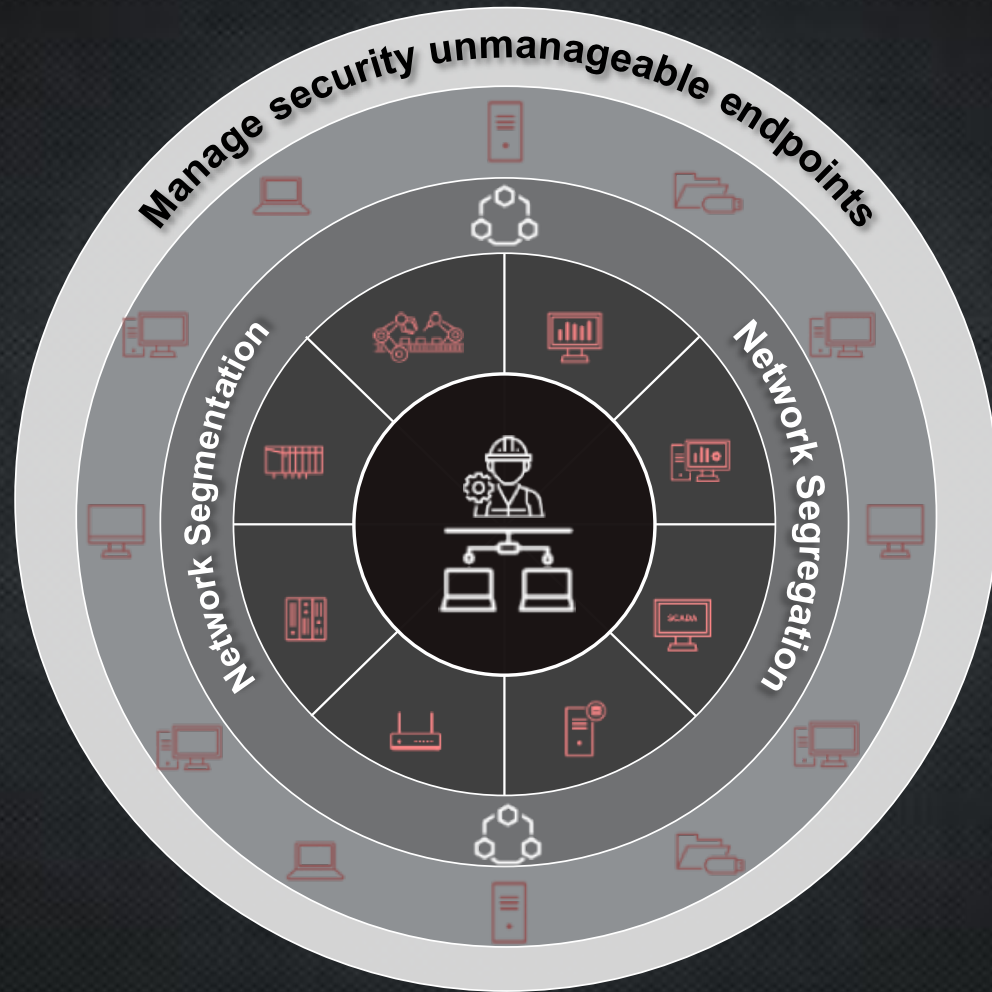 Manage security unmanageable endpoints
Network Segmentation
Network Segregation
SCADA